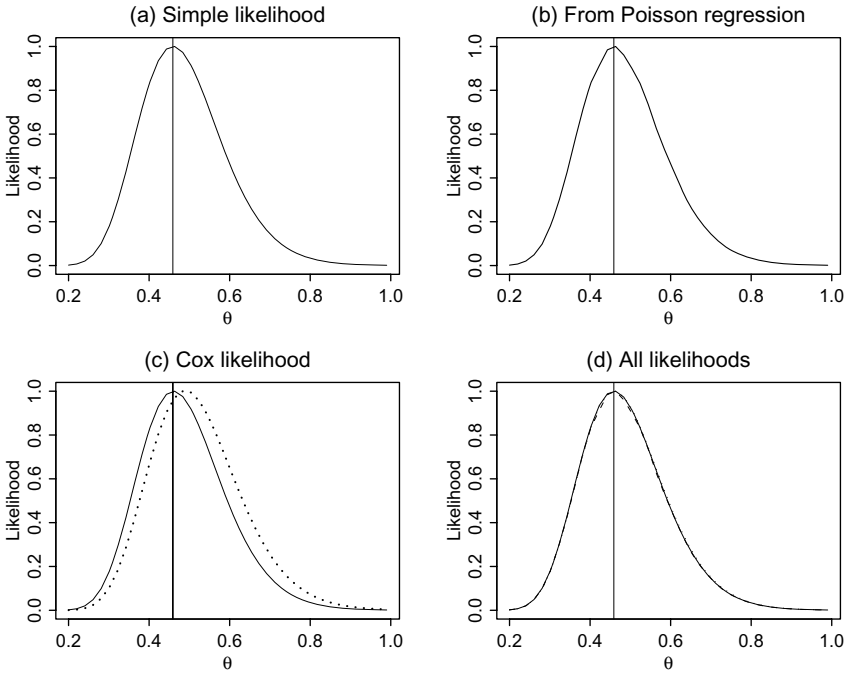 (a) Simple likelihood
Likelihood
0.0 0.2 0.4 0.6 0.8 1.0
0.2 0.4 0.6 0.8 1.0
θ
(b) From Poisson regression
Likelihood
0.0 0.2 0.4 0.6 0.8 1.0
0.2 0.4 0.6 0.8 1.0
θ
(c) Cox likelihood
Likelihood
0.0 0.2 0.4 0.6 0.8 1.0
0.2 0.4 0.6 0.8 1.0
θ
(d) All likelihoods
Likelihood
0.0 0.2 0.4 0.6 0.8 1.0
0.2 0.4 0.6 0.8 1.0
θ